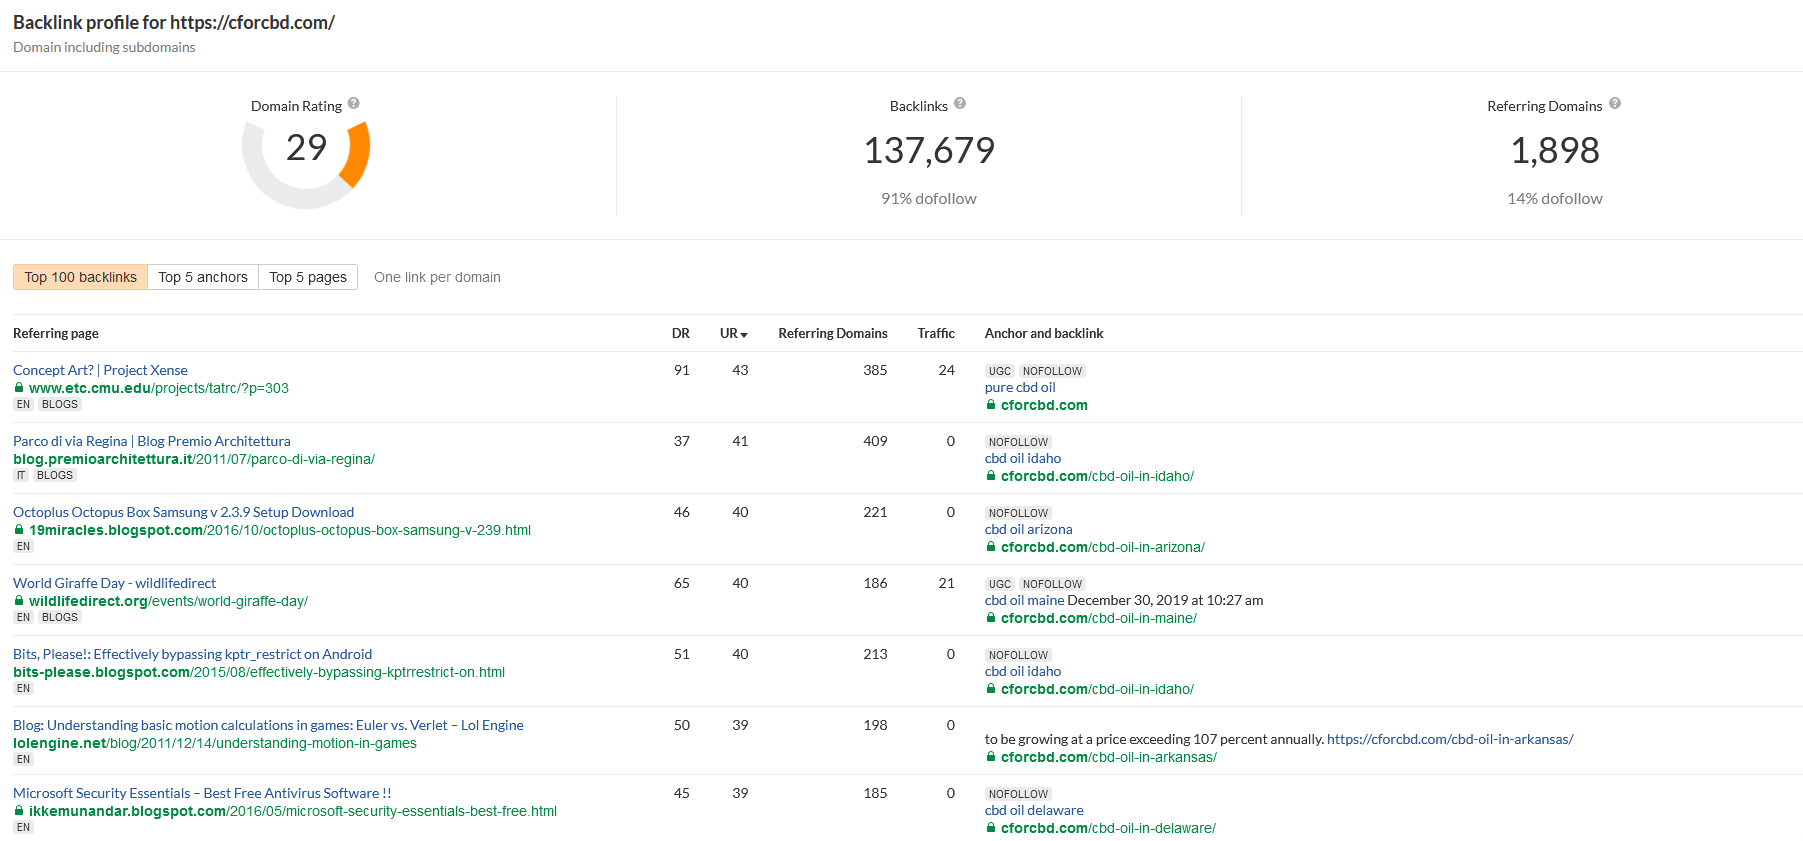 Backlink profile for https://cforcbd.com/
Domain including subdomains
Domain Rating ?
29
Backlinks ?
137,679
91% dofollow
Referring Domains ?
1,898
14% dofollow
Top 100 backlinks Top 5 anchors Top 5 pages One link per domain
Referring page DR UR Referring Domains Traffic Anchor and backlink
Concept Art? | Project Xense 91 43 385 24 UGC NOFOLLOW
www.etc.cmu.edu/projects/tatrc/?p=303 pure cbd oil
EN BLOGS cforcbd.com
Parco di via Regina | Blog Premio Architettura 37 41 409 0 NOFOLLOW
blog.premioarchitettura.it/2011/07/parco-di-via-regina/ cbd oil idaho
IT BLOGS cforcbd.com/cbd-oil-in-idaho/
Octoplus Octopus Box Samsung v 2.3.9 Setup Download 46 40 221 0 NOFOLLOW
19miracles.blogspot.com/2016/10/octoplus-octopus-box-samsung-v-239.html cbd oil arizona
EN cforcbd.com/cbd-oil-in-arizona/
World Giraffe Day - wildlifedirect 65 40 186 21 UGC NOFOLLOW
wildlifedirect.org/events/world-giraffe-day/ cbd oil maine December 30, 2019 at 10:27 am
EN BLOGS cforcbd.com/cbd-oil-in-maine/
Bits, Please!: Effectively bypassing kptr_restrict on Android 51 40 213 0 NOFOLLOW
bits-please.blogspot.com/2015/08/effectively-bypassing-kptrrestrict-on.html cbd oil idaho
EN cforcbd.com/cbd-oil-in-idaho/
Blog: Understanding basic motion calculations in games: Euler vs. Verlet – Lol Engine 50 39 198 0
lolengine.net/blog/2011/12/14/understanding-motion-in-games to be growing at a price exceeding 107 percent annually. https://cforcbd.com/cbd-oil-in-arkansas/
EN cforcbd.com/cbd-oil-in-arkansas/
Microsoft Security Essentials – Best Free Antivirus Software !! 45 39 185 0 NOFOLLOW
ikkemunandar.blogspot.com/2016/05/microsoft-security-essentials-best-free.html cbd oil delaware
EN cforcbd.com/cbd-oil-in-delaware/